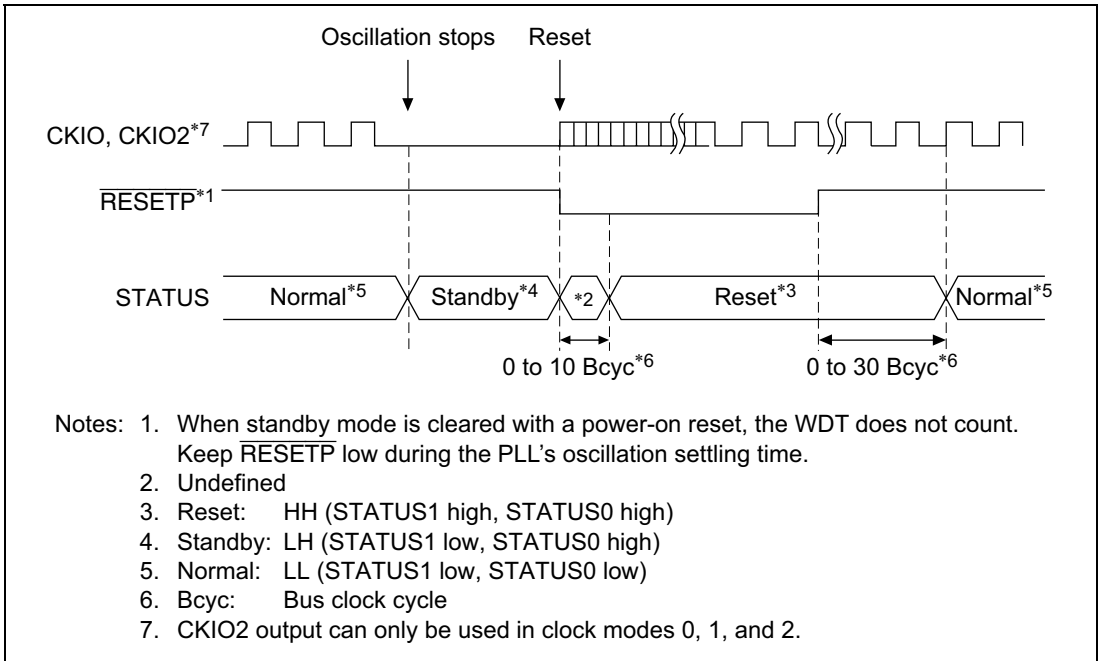 Oscillation stops Reset
CKIO, CKIO2*7
RESETP*1
STATUS Normal*5 Standby*4 *2 Reset*3 Normal*5
0 to 10 Bcyc*6 0 to 30 Bcyc*6
Notes: 1. When standby mode is cleared with a power-on reset, the WDT does not count.
Keep RESETP low during the PLL's oscillation settling time.
2. Undefined
3. Reset: HH (STATUS1 high, STATUS0 high)
4. Standby: LH (STATUS1 low, STATUS0 high)
5. Normal: LL (STATUS1 low, STATUS0 low)
6. Bcyc: Bus clock cycle
7. CKIO2 output can only be used in clock modes 0, 1, and 2.